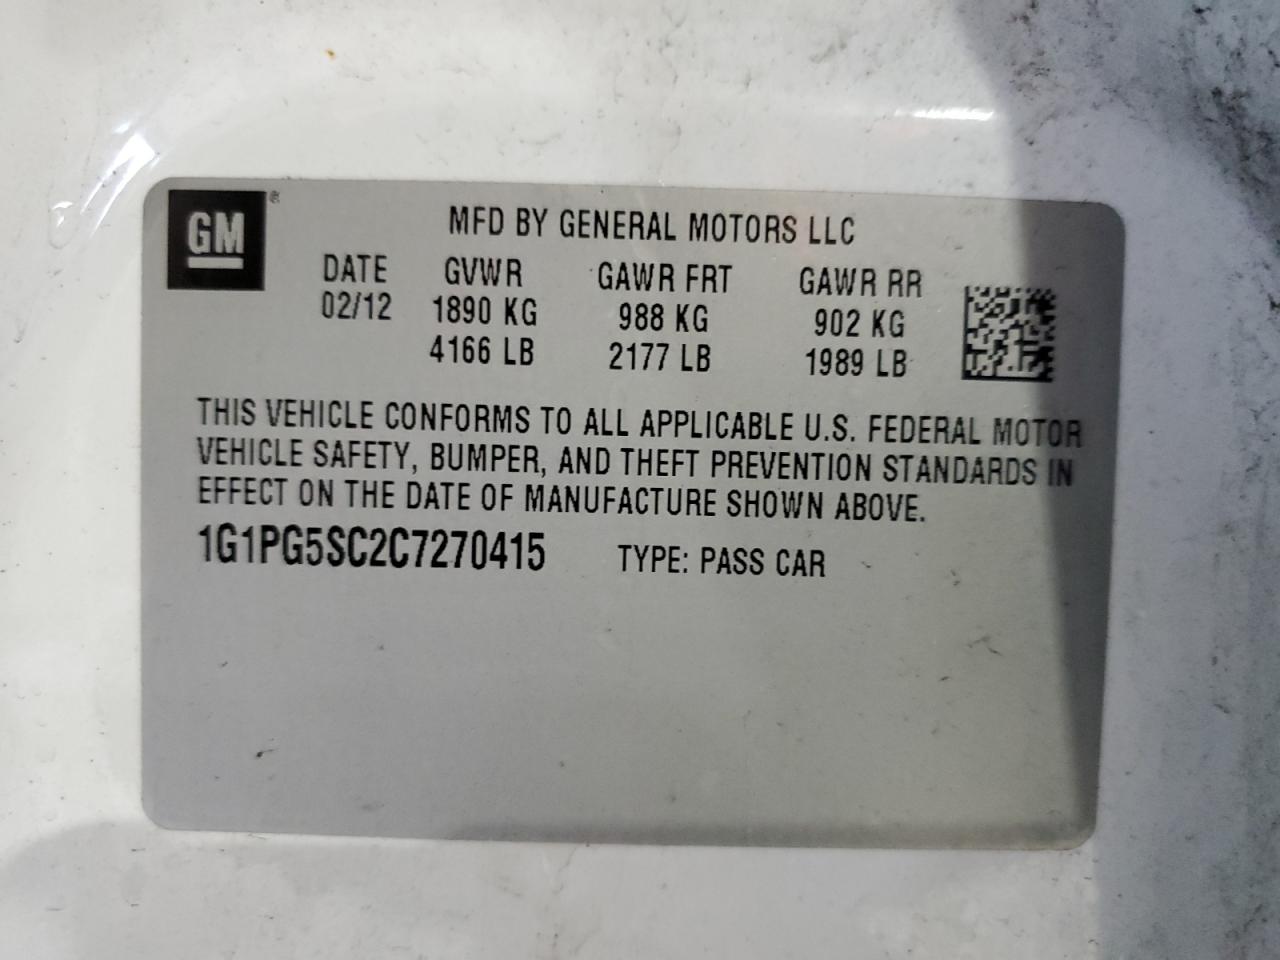 GM®
MFD BY GENERAL MOTORS LLC
DATE GVWR GAWR FRT GAWR RR
02/12 1890 KG 988 KG 902 KG
4166 LB 2177 LB 1989 LB
THIS VEHICLE CONFORMS TO ALL APPLICABLE U.S. FEDERAL MOTOR
VEHICLE SAFETY, BUMPER, AND THEFT PREVENTION STANDARDS IN
EFFECT ON THE DATE OF MANUFACTURE SHOWN ABOVE.
1G1PG5SC2C7270415 TYPE: PASS CAR